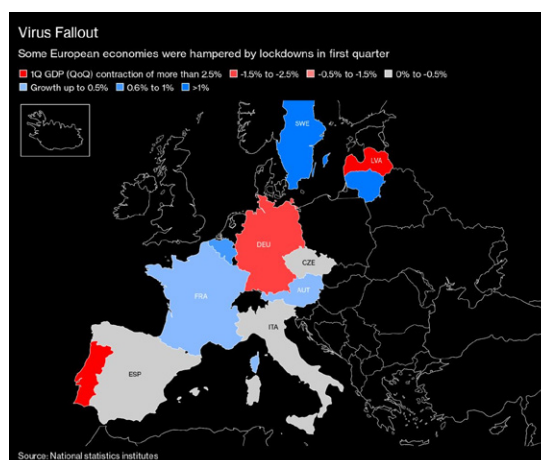 Virus Fallout
Some European economies were hampered by lockdowns in first quarter
1Q GDP (QoQ) contraction of more than 2.5% -1.5% to -2.5% -0.5% to -1.5% 0% to -0.5%
Growth up to 0.5% 0.6% to 1% >1%
SWE
LVA
DEU
CZE
FRA
AUT
ITA
ESP
Source: National statistics institutes